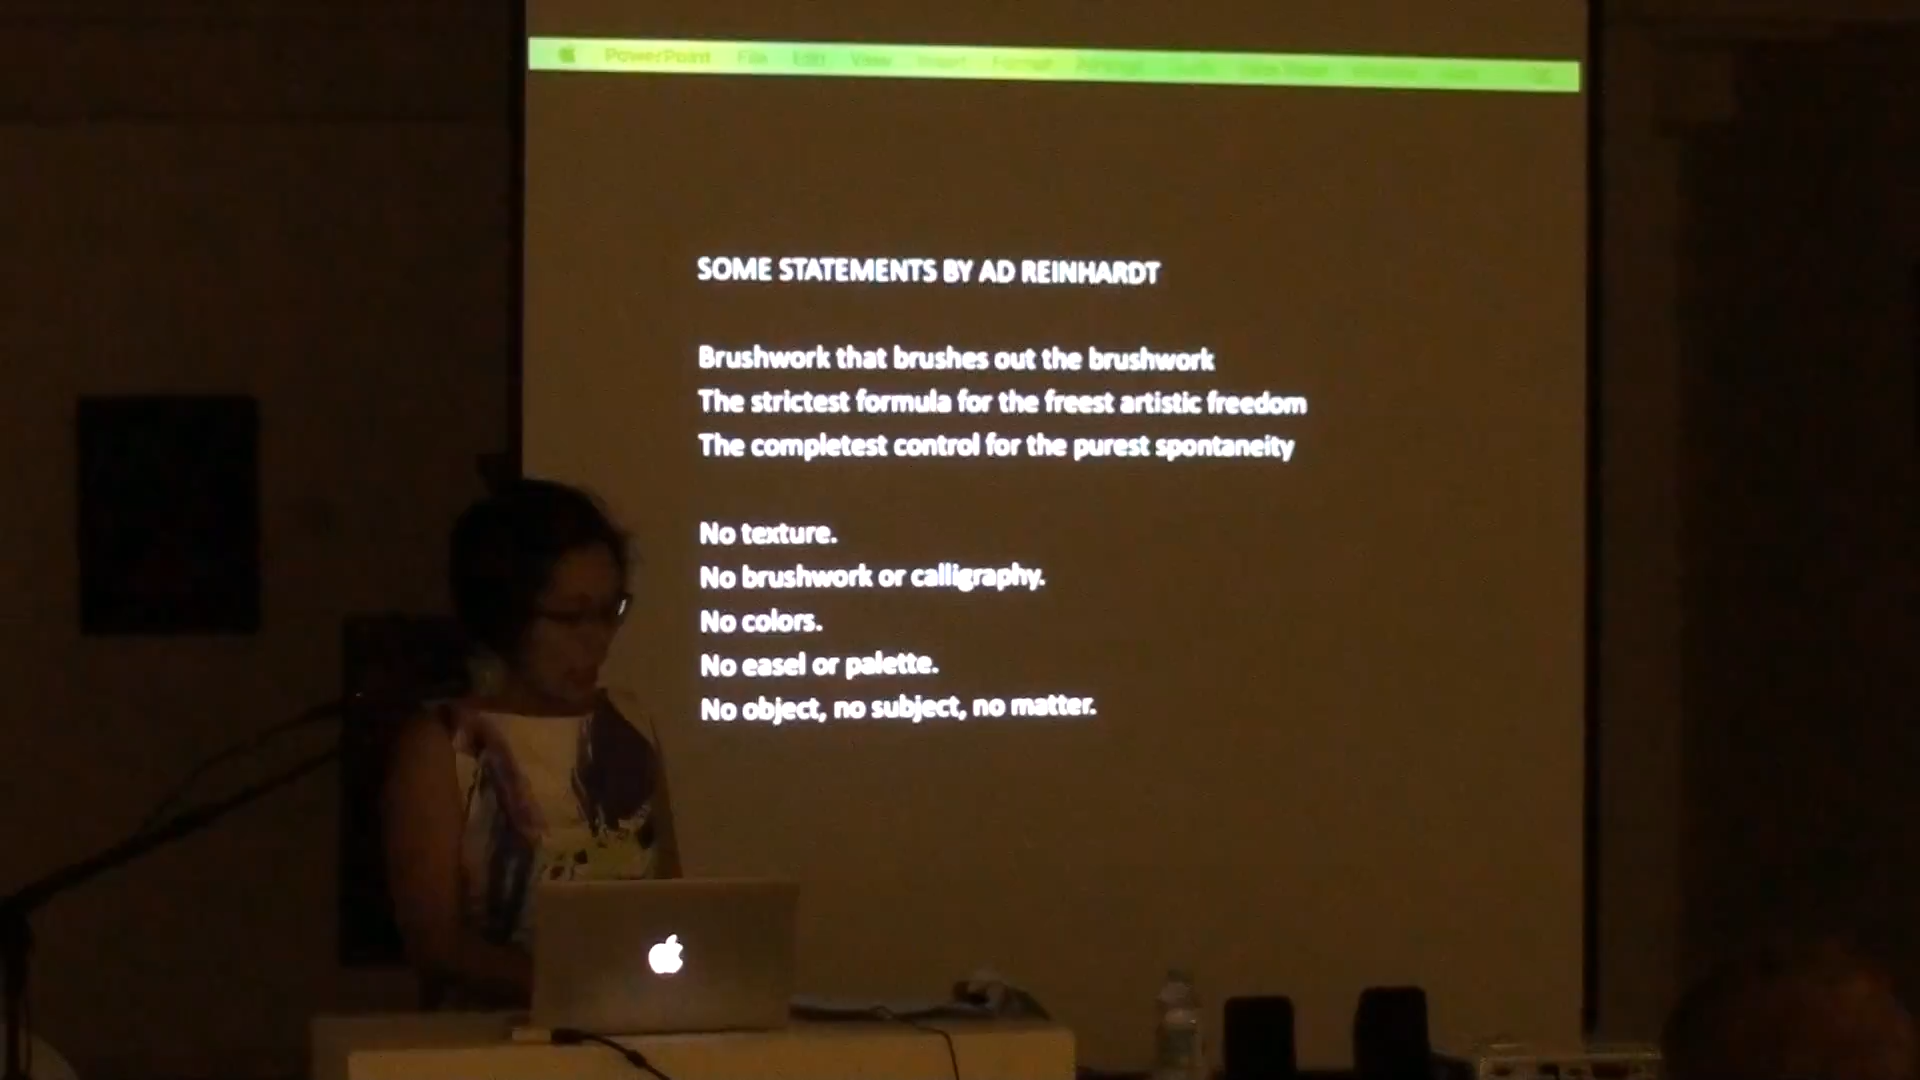 PowerPoint File Edit View Insert Format
SOME STATEMENTS BY AD REINHARDT
Brushwork that brushes out the brushwork
The strictest formula for the freest artistic freedom
The completest control for the purest spontaneity
No texture.
No brushwork or calligraphy.
No colors.
No easel or palette.
No object, no subject, no matter.